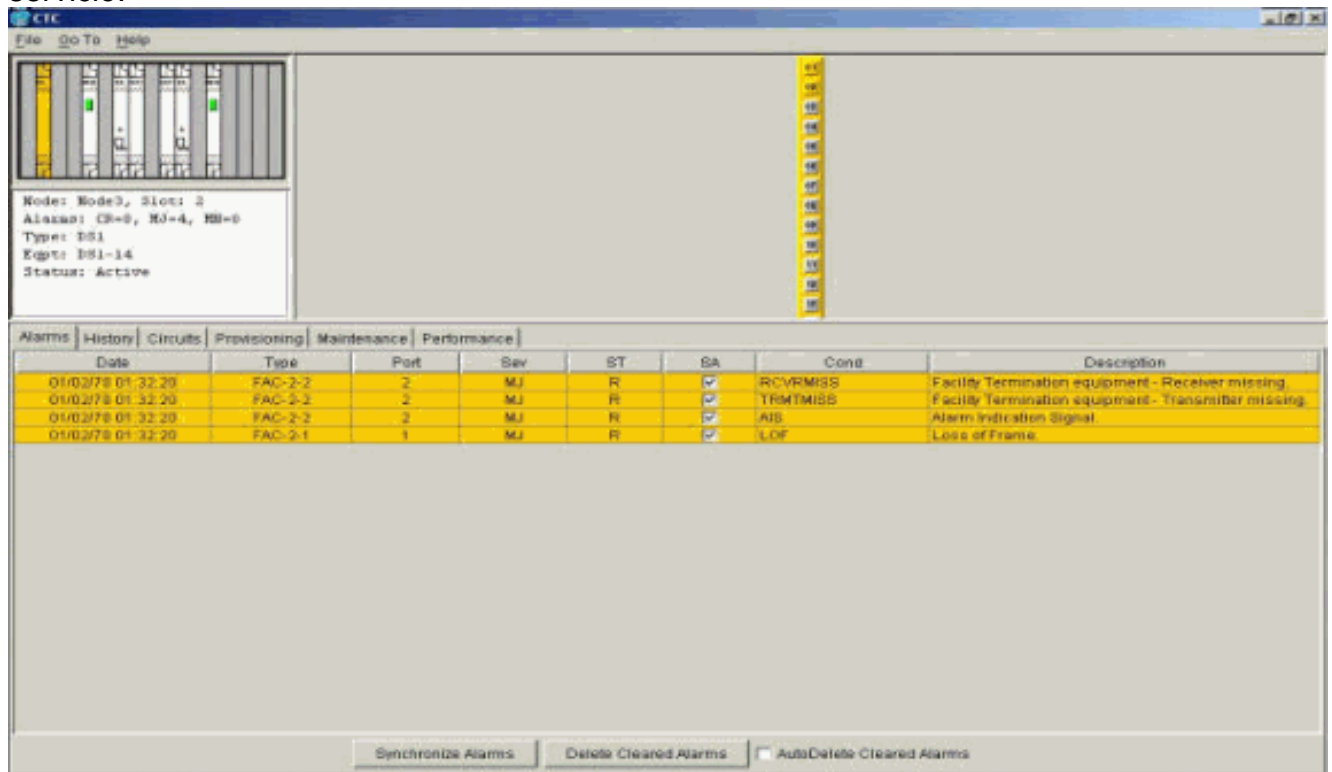 servicio.
CTC
File Go To Help
Node: Node3, Slot: 2
Alarms: CR=0, MJ=4, MN=0
Type: DS1
Eqpt: DS1-14
Status: Active
Alarms History Circuits Provisioning Maintenance Performance
Date Type Port Sev ST SA Cond Description
01/02/70 01:32:20 FAC-2-2 2 MJ R RCVRMISS Facility Termination equipment - Receiver missing.
01/02/70 01:32:20 FAC-2-2 2 MJ R TRMTMISS Facility Termination equipment - Transmitter missing.
01/02/70 01:32:20 FAC-2-2 2 MJ R AIS Alarm Indication Signal.
01/02/70 01:32:20 FAC-2-1 1 MJ R LOF Loss of Frame.
Synchronize Alarms Delete Cleared Alarms AutoDelete Cleared Alarms